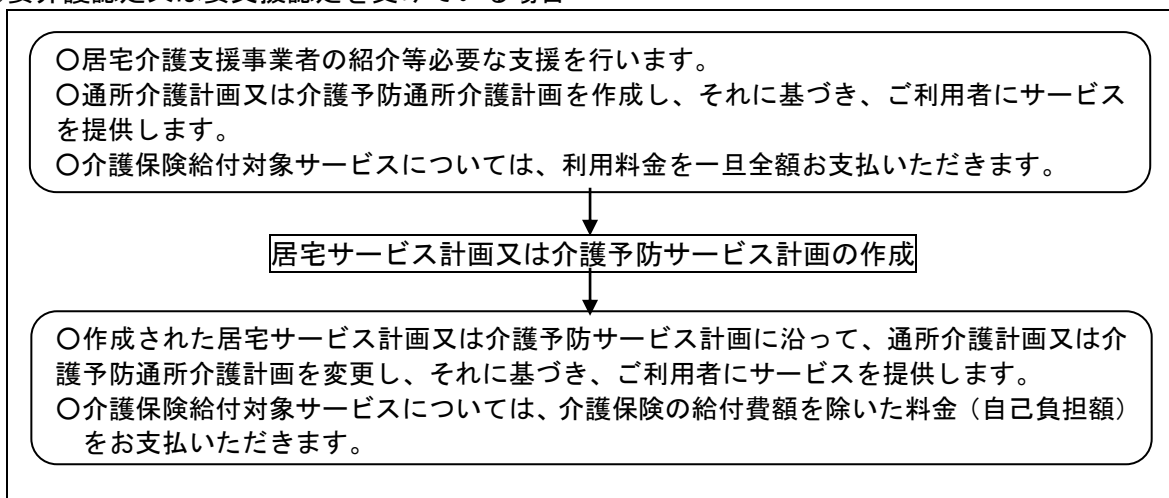 〇居宅介護支援事業者の紹介等必要な支援を行います。
〇通所介護計画又は介護予防通所介護計画を作成し、それに基づき、ご利用者にサービス
を提供します。
〇介護保険給付対象サービスについては、利用料金を一旦全額お支払いただきます。
居宅サービス計画又は介護予防サービス計画の作成
〇作成された居宅サービス計画又は介護予防サービス計画に沿って、通所介護計画又は介
護予防通所介護計画を変更し、それに基づき、ご利用者にサービスを提供します。
〇介護保険給付対象サービスについては、介護保険の給付費額を除いた料金（自己負担額）
をお支払いただきます。